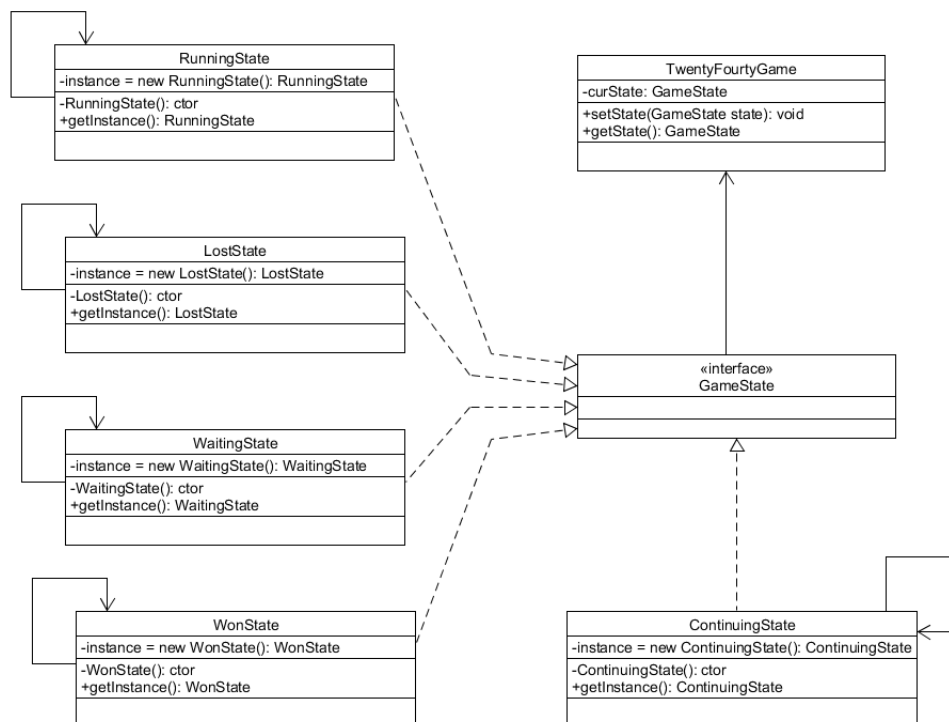 RunningState
-instance = new RunningState(): RunningState
-RunningState(): ctor
+getInstance(): RunningState
TwentyFourtyGame
-curState: GameState
+setState(GameState state): void
+getState(): GameState
LostState
-instance = new LostState(): LostState
-LostState(): ctor
+getInstance(): LostState
«interface»
GameState
WaitingState
-instance = new WaitingState(): WaitingState
-WaitingState(): ctor
+getInstance(): WaitingState
WonState
-instance = new WonState(): WonState
-WonState(): ctor
+getInstance(): WonState
ContinuingState
-instance = new ContinuingState(): ContinuingState
-ContinuingState(): ctor
+getInstance(): ContinuingState